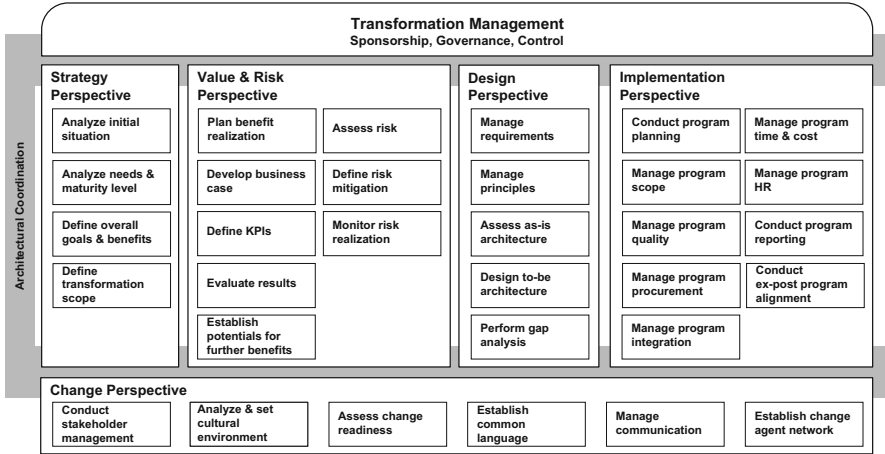 Transformation Management
Sponsorship, Governance, Control
Architectural Coordination
Strategy
Perspective
Analyze initial
situation
Analyze needs &
maturity level
Define overall
goals & benefits
Define
transformation
scope
Value & Risk
Perspective
Plan benefit
realization
Develop business
case
Define KPIs
Evaluate results
Establish
potentials for
further benefits
Assess risk
Define risk
mitigation
Monitor risk
realization
Design
Perspective
Manage
requirements
Manage
principles
Assess as-is
architecture
Design to-be
architecture
Perform gap
analysis
Implementation
Perspective
Conduct program
planning
Manage program
scope
Manage program
quality
Manage program
procurement
Manage program
integration
Manage program
time & cost
Manage program
HR
Conduct program
reporting
Conduct
ex-post program
alignment
Change Perspective
Conduct
stakeholder
management
Analyze & set
cultural
environment
Assess change
readiness
Establish
common
language
Manage
communication
Establish change
agent network